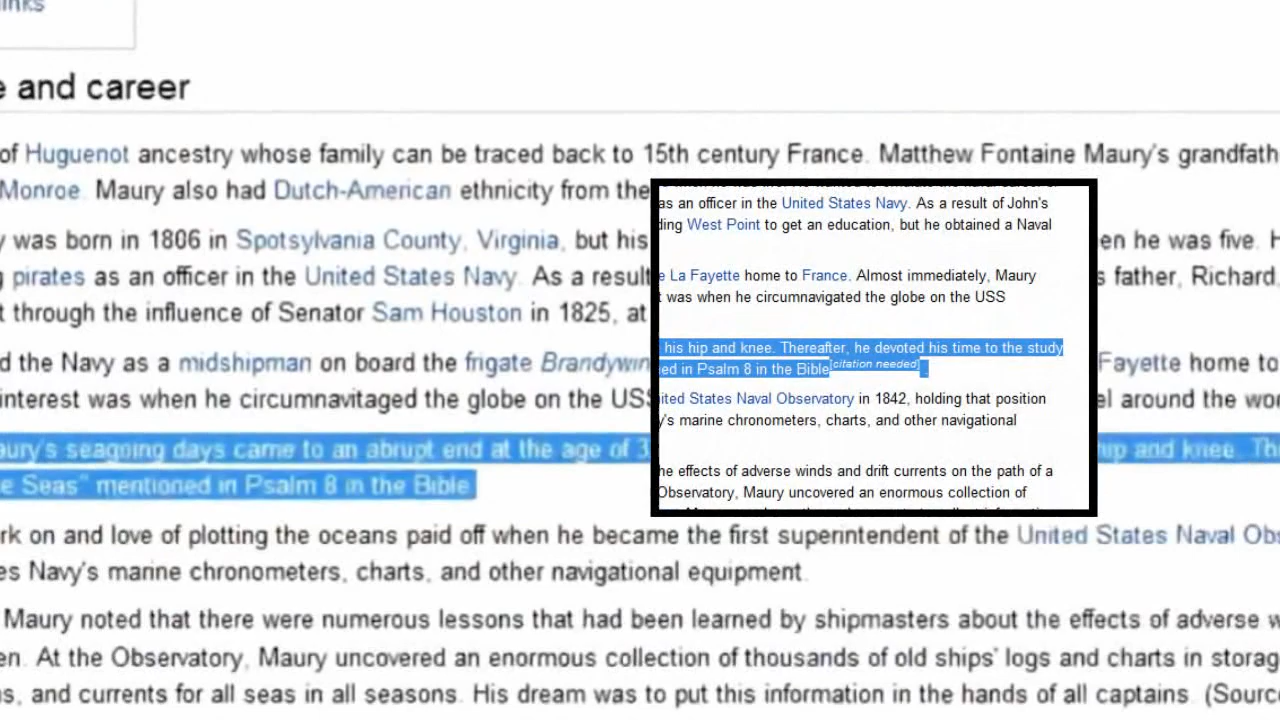 links
e and career
of Huguenot ancestry whose family can be traced back to 15th century France. Matthew Fontaine Maury's grandfath
Monroe. Maury also had Dutch-American ethnicity from the
y was born in 1806 in Spotsylvania County, Virginia, but his
en he was five. H
g pirates as an officer in the United States Navy. As a result
s father, Richard,
t through the influence of Senator Sam Houston in 1825, at
d the Navy as a midshipman on board the frigate Brandywin
Fayette home to
interest was when he circumnavitaged the globe on the USS
el around the wor
aury's seagoing days came to an abrupt end at the age of 3
hip and knee. Th
e Seas" mentioned in Psalm 8 in the Bible
as an officer in the United States Navy. As a result of John's
ding West Point to get an education, but he obtained a Naval
e La Fayette home to France. Almost immediately, Maury
t was when he circumnavigated the globe on the USS
his hip and knee. Thereafter, he devoted his time to the study
ed in Psalm 8 in the Bible[citation needed].
nited States Naval Observatory in 1842, holding that position
y's marine chronometers, charts, and other navigational
he effects of adverse winds and drift currents on the path of a
Observatory, Maury uncovered an enormous collection of
rk on and love of plotting the oceans paid off when he became the first superintendent of the United States Naval Obs
es Navy's marine chronometers, charts, and other navigational equipment.
Maury noted that there were numerous lessons that had been learned by shipmasters about the effects of adverse w
en. At the Observatory, Maury uncovered an enormous collection of thousands of old ships' logs and charts in storag
s, and currents for all seas in all seasons. His dream was to put this information in the hands of all captains. (Source